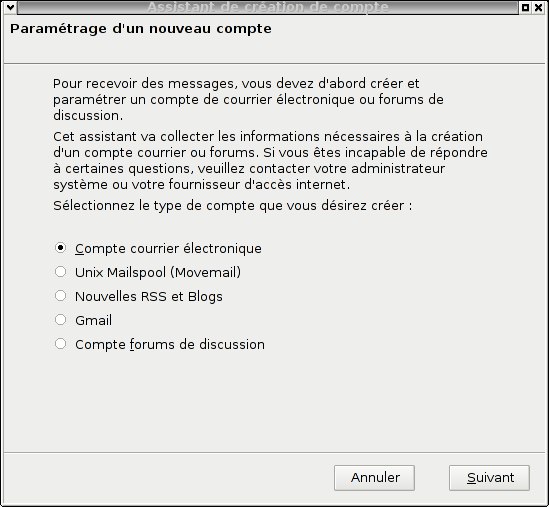 Assistant de création de compte
Paramétrage d'un nouveau compte
Pour recevoir des messages, vous devez d'abord créer et
paramétrer un compte de courrier électronique ou forums de
discussion.
Cet assistant va collecter les informations nécessaires à la création
d'un compte courrier ou forums. Si vous êtes incapable de répondre
à certaines questions, veuillez contacter votre administrateur
système ou votre fournisseur d'accès internet.
Sélectionnez le type de compte que vous désirez créer :
Compte courrier électronique
Unix Mailspool (Movemail)
Nouvelles RSS et Blogs
Gmail
Compte forums de discussion
Annuler
Suivant